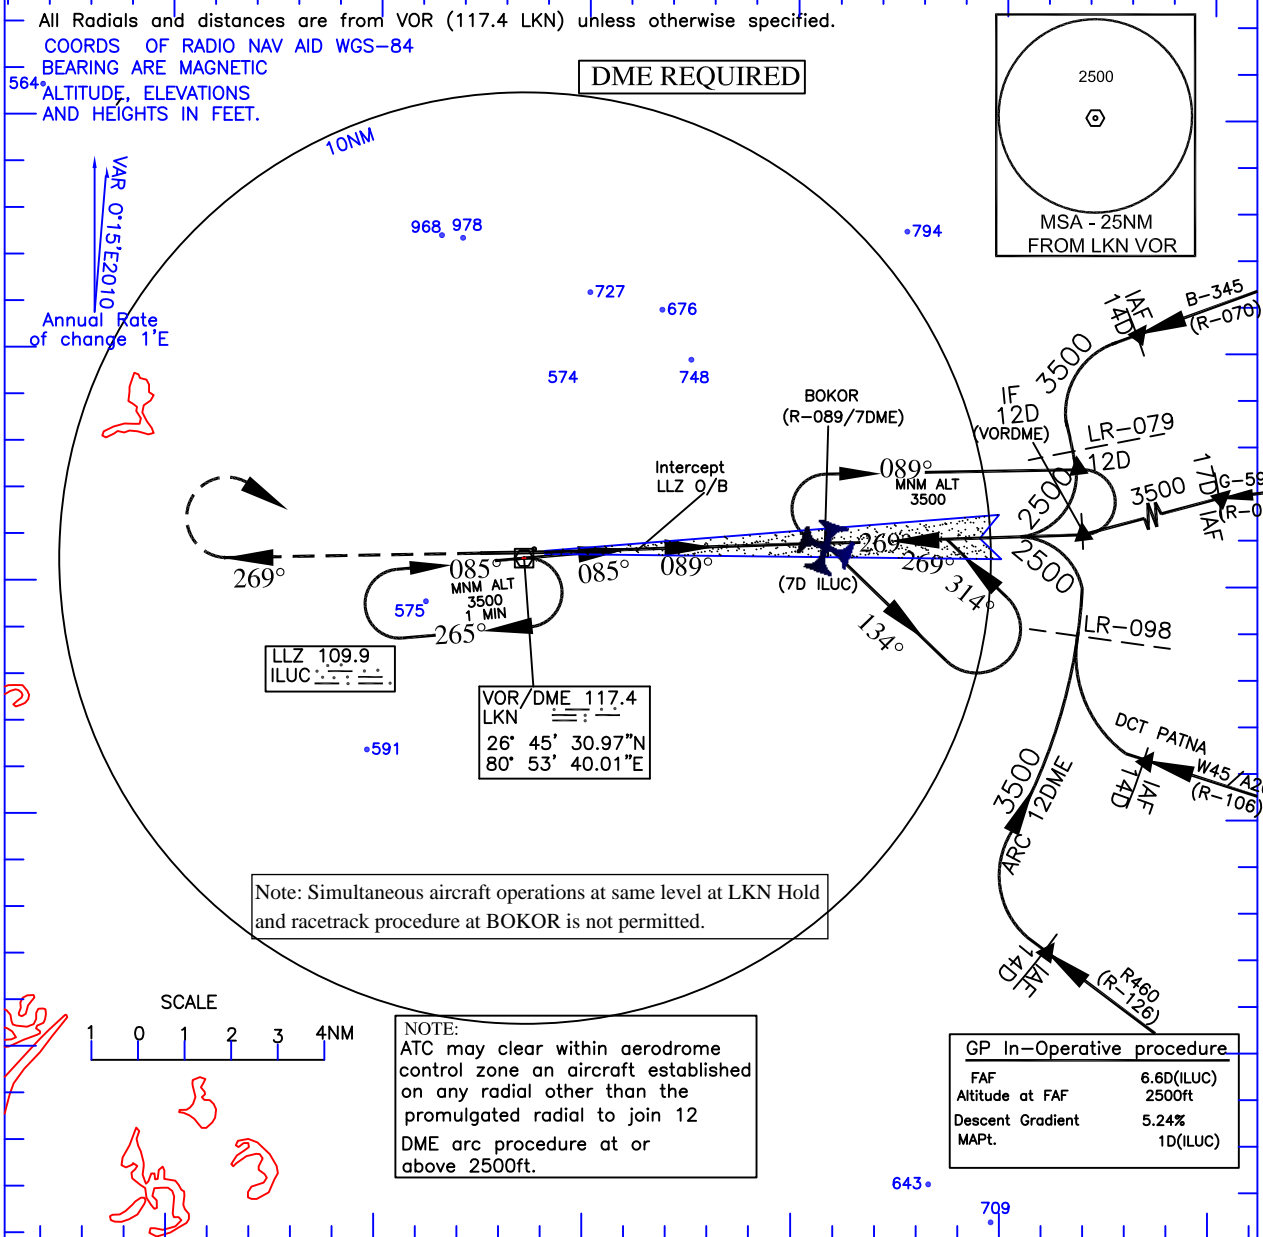 All Radials and distances are from VOR (117.4 LKN) unless otherwise specified.
COORDS OF RADIO NAV AID WGS-84
BEARING ARE MAGNETIC
ALTITUDE, ELEVATIONS
AND HEIGHTS IN FEET.
564
DME REQUIRED
2500
MSA - 25NM
FROM LKN VOR
10NM
VAR 0°15'E2010
Annual Rate
of change 1'E
968
978
794
727
676
574
748
IAF
14D
B-345
(R-070)
3500
BOKOR
(R-089/7DME)
IF
12D
(VORDME)
LR-079
12D
Intercept
LLZ O/B
089°
MNM ALT
3500
2500
3500
17D IAF
G-59
(R-0
269°
085°
MNM ALT
3500
1 MIN
265°
575
085°
089°
(7D ILUC)
269°
269°
314°
134°
2500
LR-098
LLZ 109.9
ILUC
VOR/DME 117.4
LKN
26° 45' 30.97"N
80° 53' 40.01"E
591
DCT PATNA
W45/A2
(R-106)
IAF
14D
3500
ARC 12DME
Note: Simultaneous aircraft operations at same level at LKN Hold
and racetrack procedure at BOKOR is not permitted.
IAF
14D
R460
(R-126)
SCALE
1 0 1 2 3 4NM
NOTE:
ATC may clear within aerodrome
control zone an aircraft established
on any radial other than the
promulgated radial to join 12
DME arc procedure at or
above 2500ft.
GP In-Operative procedure
FAF 6.6D(ILUC)
Altitude at FAF 2500ft
Descent Gradient 5.24%
MAPt. 1D(ILUC)
643
709